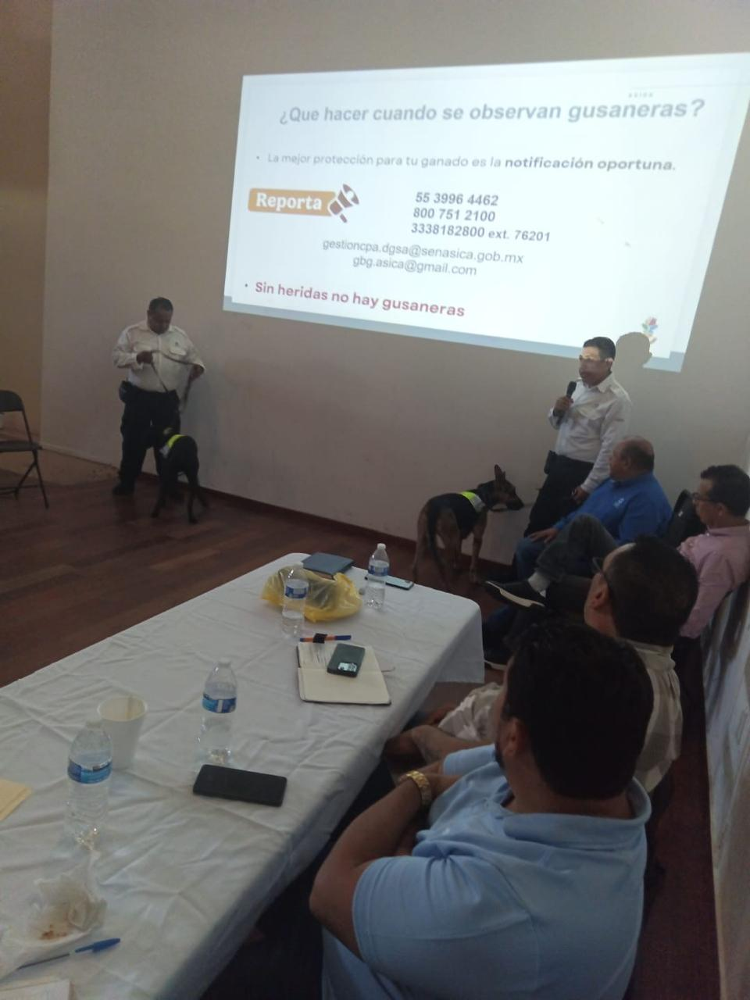 ASICA
¿Que hacer cuando se observan gusaneras?
• La mejor protección para tu ganado es la notificación oportuna.
Reporta
55 3996 4462
800 751 2100
3338182800 ext. 76201
gestioncpa.dgsa@senasica.gob.mx
gbg.asica@gmail.com
• Sin heridas no hay gusaneras